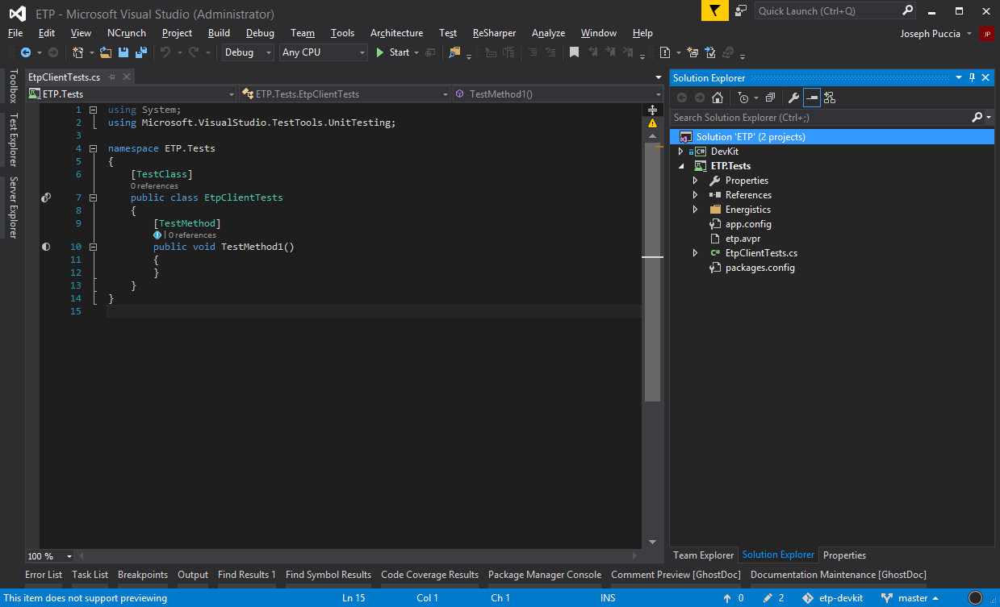 ETP - Microsoft Visual Studio (Administrator)
Quick Launch (Ctrl+Q)
File Edit View NCrunch Project Build Debug Team Tools Architecture Test ReSharper Analyze Window Help
Joseph Puccia JP
Debug Any CPU Start
Toolbox
Test Explorer
Server Explorer
EtpClientTests.cs
ETP.Tests ETP.Tests.EtpClientTests TestMethod1()
1 using System;
2 using Microsoft.VisualStudio.TestTools.UnitTesting;
3
4 namespace ETP.Tests
5 {
6 [TestClass]
0 references
7 public class EtpClientTests
8 {
9 [TestMethod]
| 0 references
10 public void TestMethod1()
11 {
12 }
13 }
14 }
15
100 %
Solution Explorer
Search Solution Explorer (Ctrl+;)
Solution 'ETP' (2 projects)
C# DevKit
ETP.Tests
Properties
References
Energistics
app.config
etp.avpr
C# EtpClientTests.cs
packages.config
Team Explorer Solution Explorer Properties
Error List Task List Breakpoints Output Find Results 1 Find Symbol Results Code Coverage Results Package Manager Console Comment Preview [GhostDoc] Documentation Maintenance [GhostDoc]
This item does not support previewing Ln 15 Col 1 Ch 1 INS 0 2 etp-devkit master